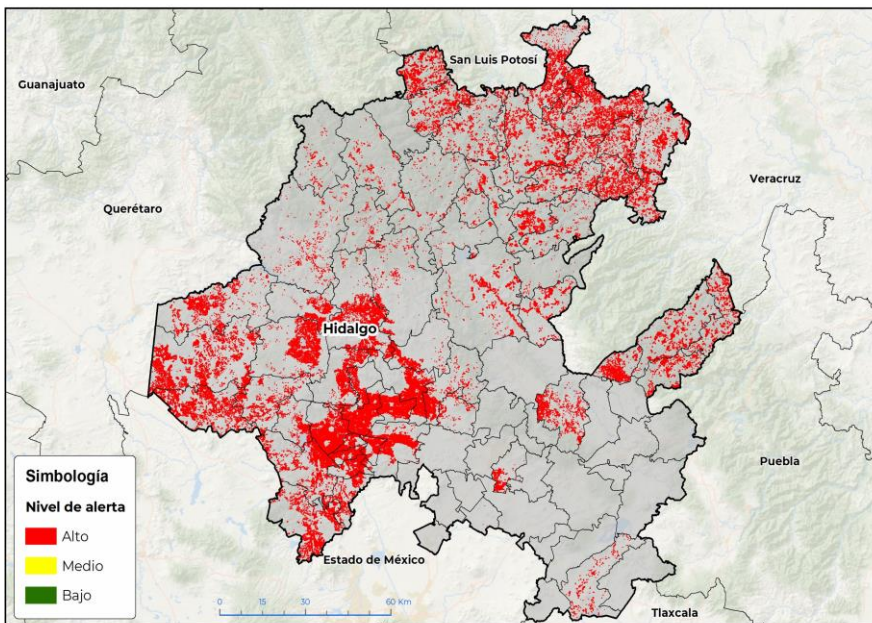 San Luis Potosí
Guanajuato
Veracruz
Querétaro
Hidalgo
Puebla
Simbología
Nivel de alerta
Alto
Medio
Bajo
Estado de México
0 15 30 60 Km
Tlaxcala